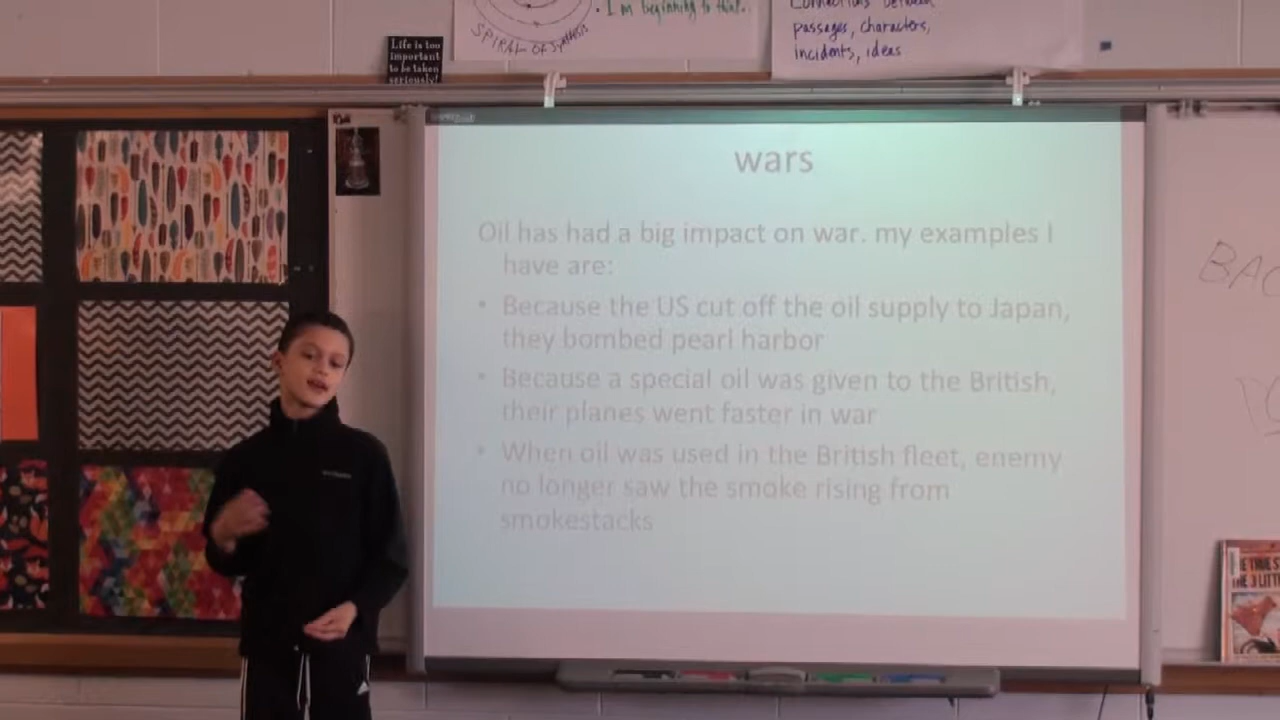 • I'm beginning to think..
SPIRAL OF SYNTHESIS
passages, characters,
incidents, ideas
Life is too
important
to be taken
seriously!
wars
Oil has had a big impact on war. my examples I
have are:
• Because the US cut off the oil supply to Japan,
they bombed pearl harbor
• Because a special oil was given to the British,
their planes went faster in war
• When oil was used in the British fleet, enemy
no longer saw the smoke rising from
smokestacks
BAC